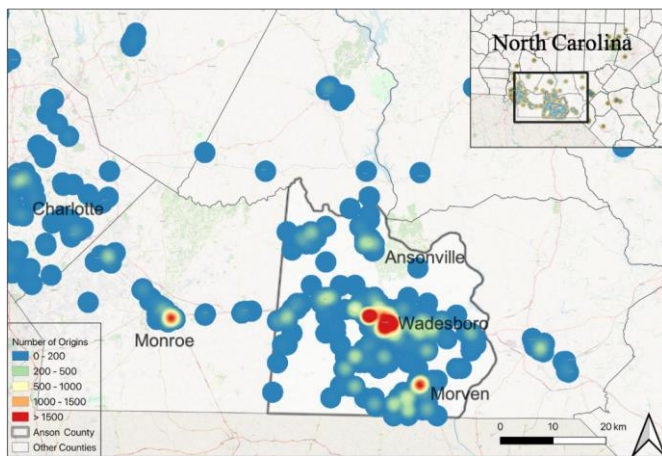 North Carolina
Charlotte
Ansonville
Wadesboro
Monroe
Morven
Number of Origins
0 - 200
200 - 500
500 - 1000
1000 - 1500
> 1500
Anson County
Other Counties
0 10 20 km